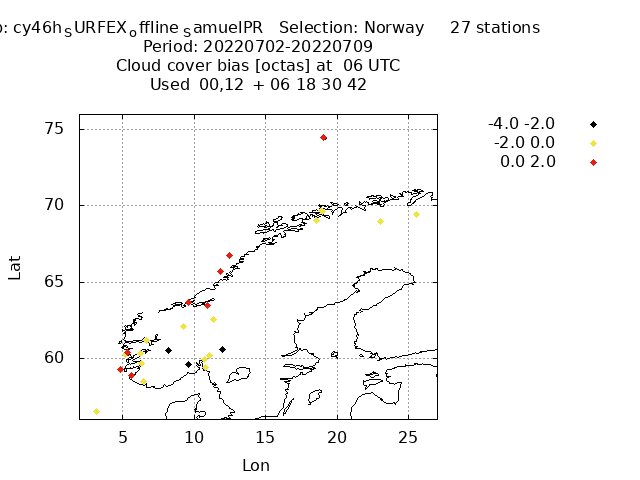 : cy46h_SURFEX_offline_SamuelPR   Selection: Norway      27 stations
Period: 20220702-20220709
Cloud cover bias [octas] at  06 UTC
Used 00,12  + 06 18 30 42
-4.0 -2.0
-2.0 0.0
0.0 2.0
75
70
65
60
Lat
5 10 15 20 25
Lon